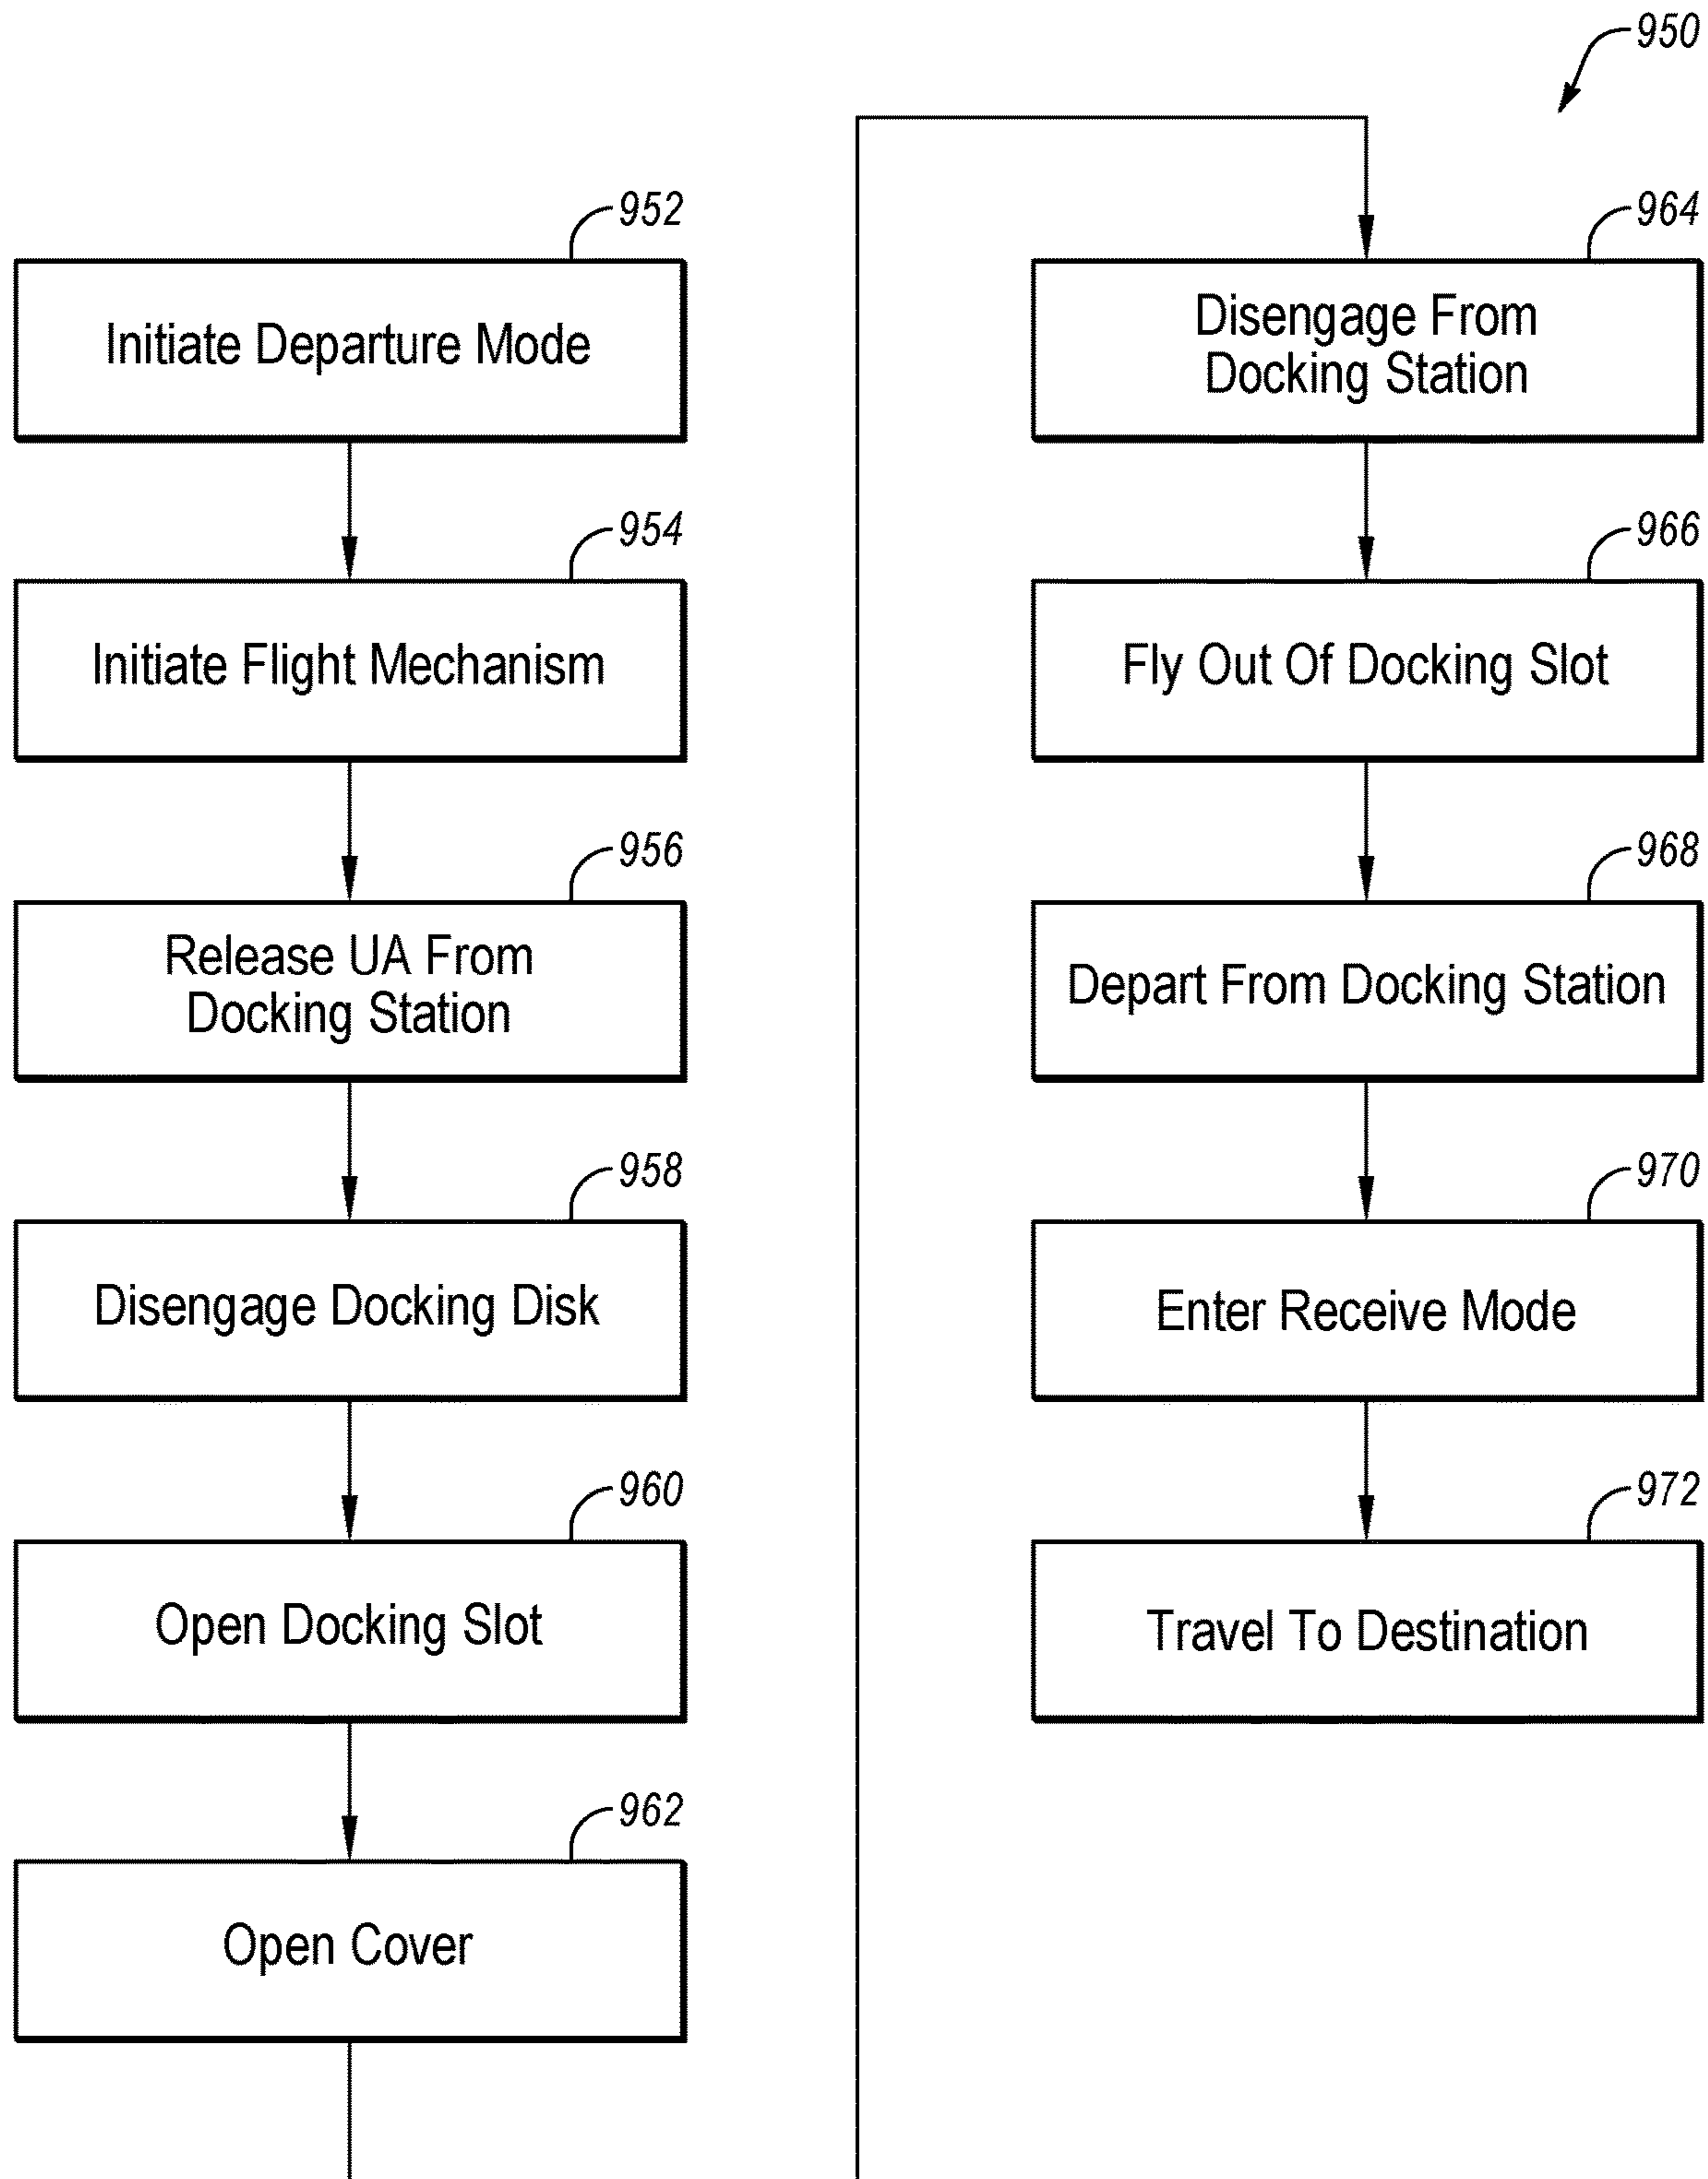 950
952
Initiate Departure Mode
954
Initiate Flight Mechanism
956
Release UA From
Docking Station
958
Disengage Docking Disk
960
Open Docking Slot
962
Open Cover
964
Disengage From
Docking Station
966
Fly Out Of Docking Slot
968
Depart From Docking Station
970
Enter Receive Mode
972
Travel To Destination